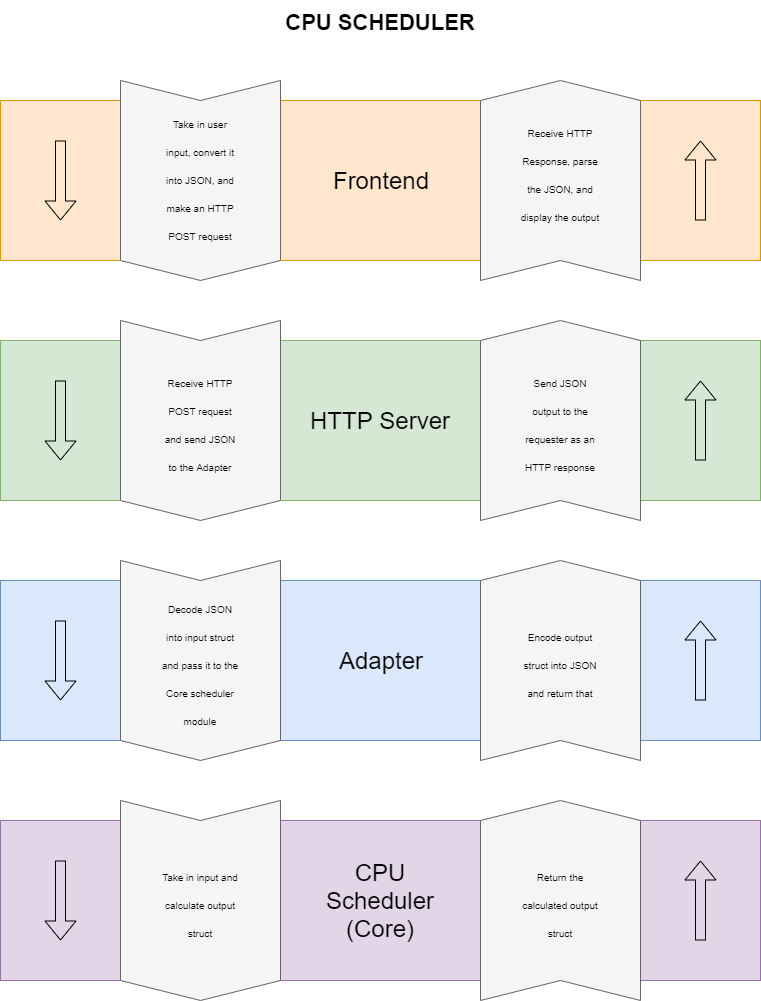 CPU SCHEDULER
Take in user
input, convert it
into JSON, and
make an HTTP
POST request
Frontend
Receive HTTP
Response, parse
the JSON, and
display the output
Receive HTTP
POST request
and send JSON
to the Adapter
HTTP Server
Send JSON
output to the
requester as an
HTTP response
Decode JSON
into input struct
and pass it to the
Core scheduler
module
Adapter
Encode output
struct into JSON
and return that
Take in input and
calculate output
struct
CPU
Scheduler
(Core)
Return the
calculated output
struct